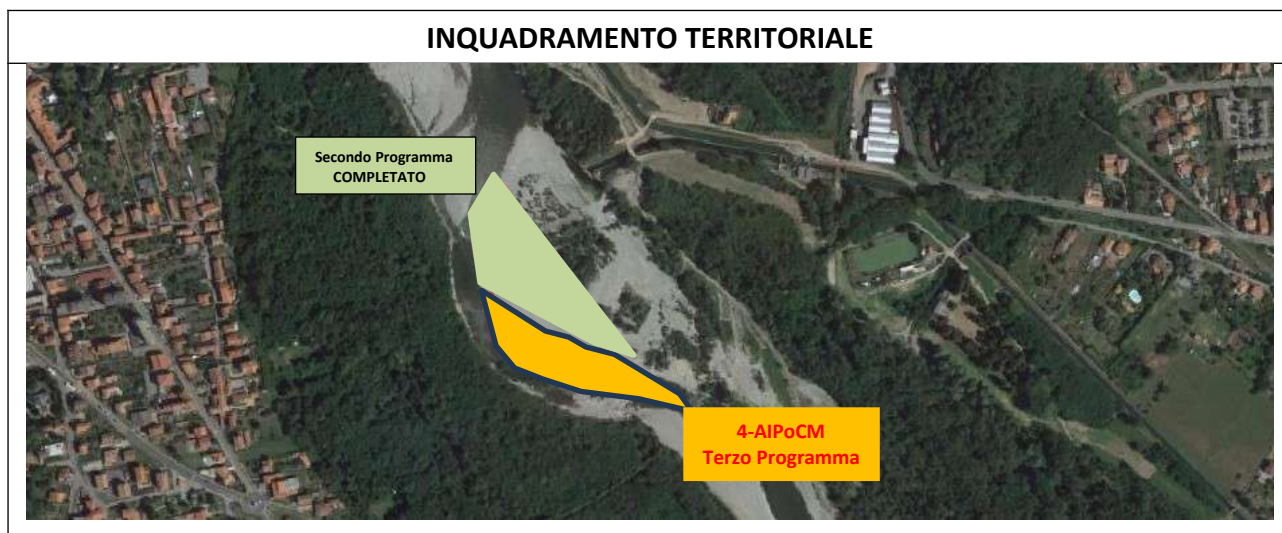 INQUADRAMENTO TERRITORIALE
Secondo Programma
COMPLETATO
4-AIPoCM
Terzo Programma